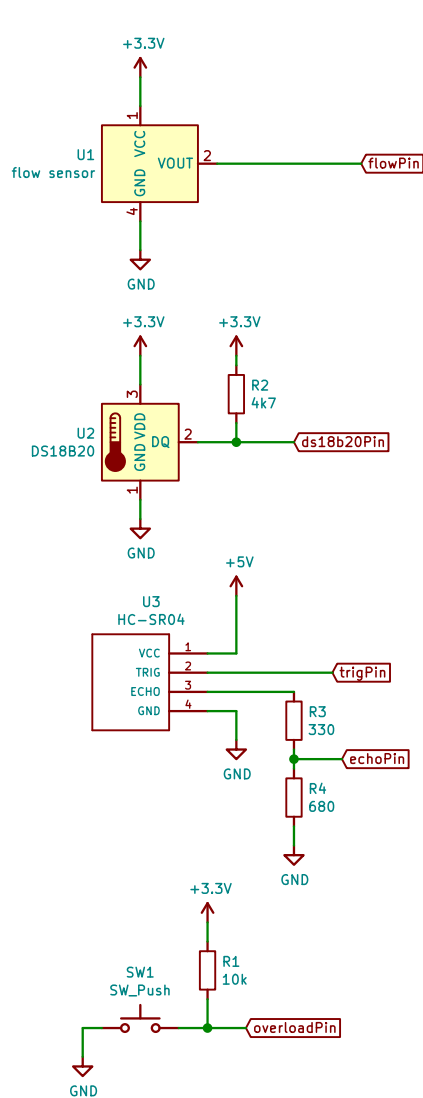 +3.3V
1
U1
flow sensor
VCC
VOUT
2
flowPin
GND
4
GND
+3.3V
+3.3V
3
R2
4k7
U2
DS18B20
VDD
DQ
2
ds18b20Pin
GND
1
GND
+5V
U3
HC-SR04
VCC
1
TRIG
2
trigPin
ECHO
3
GND
4
R3
330
echoPin
GND
R4
680
GND
+3.3V
R1
10k
SW1
SW_Push
overloadPin
GND